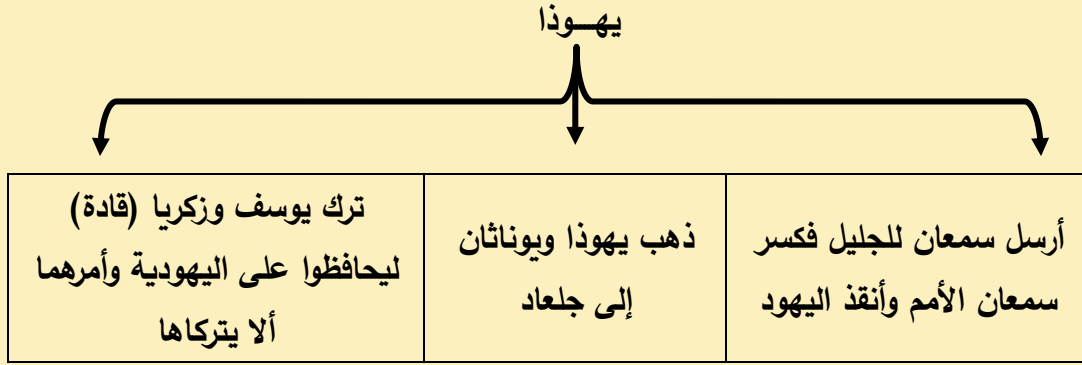 يهوذا
أرسل سمعان للجليل فكسر
سمعان الأمم وأنقذ اليهود
ذهب يهوذا ويوناثان
إلى جلعاد
ترك يوسف وزكريا (قادة)
ليحافظوا على اليهودية وأمرهما
ألا يتركاها